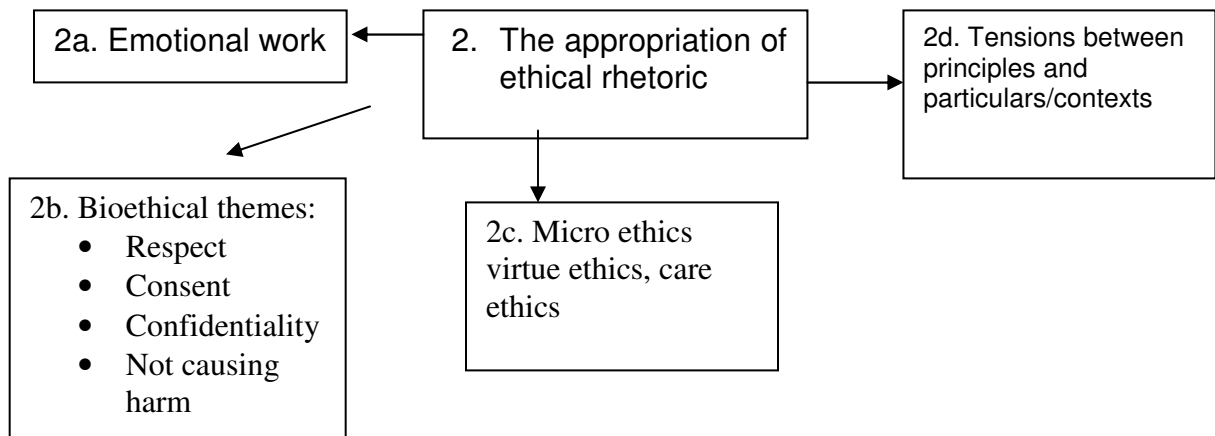 2a. Emotional work
2. The appropriation of
ethical rhetoric
2d. Tensions between
principles and
particulars/contexts
2b. Bioethical themes:
• Respect
• Consent
• Confidentiality
• Not causing
harm
2c. Micro ethics
virtue ethics, care
ethics